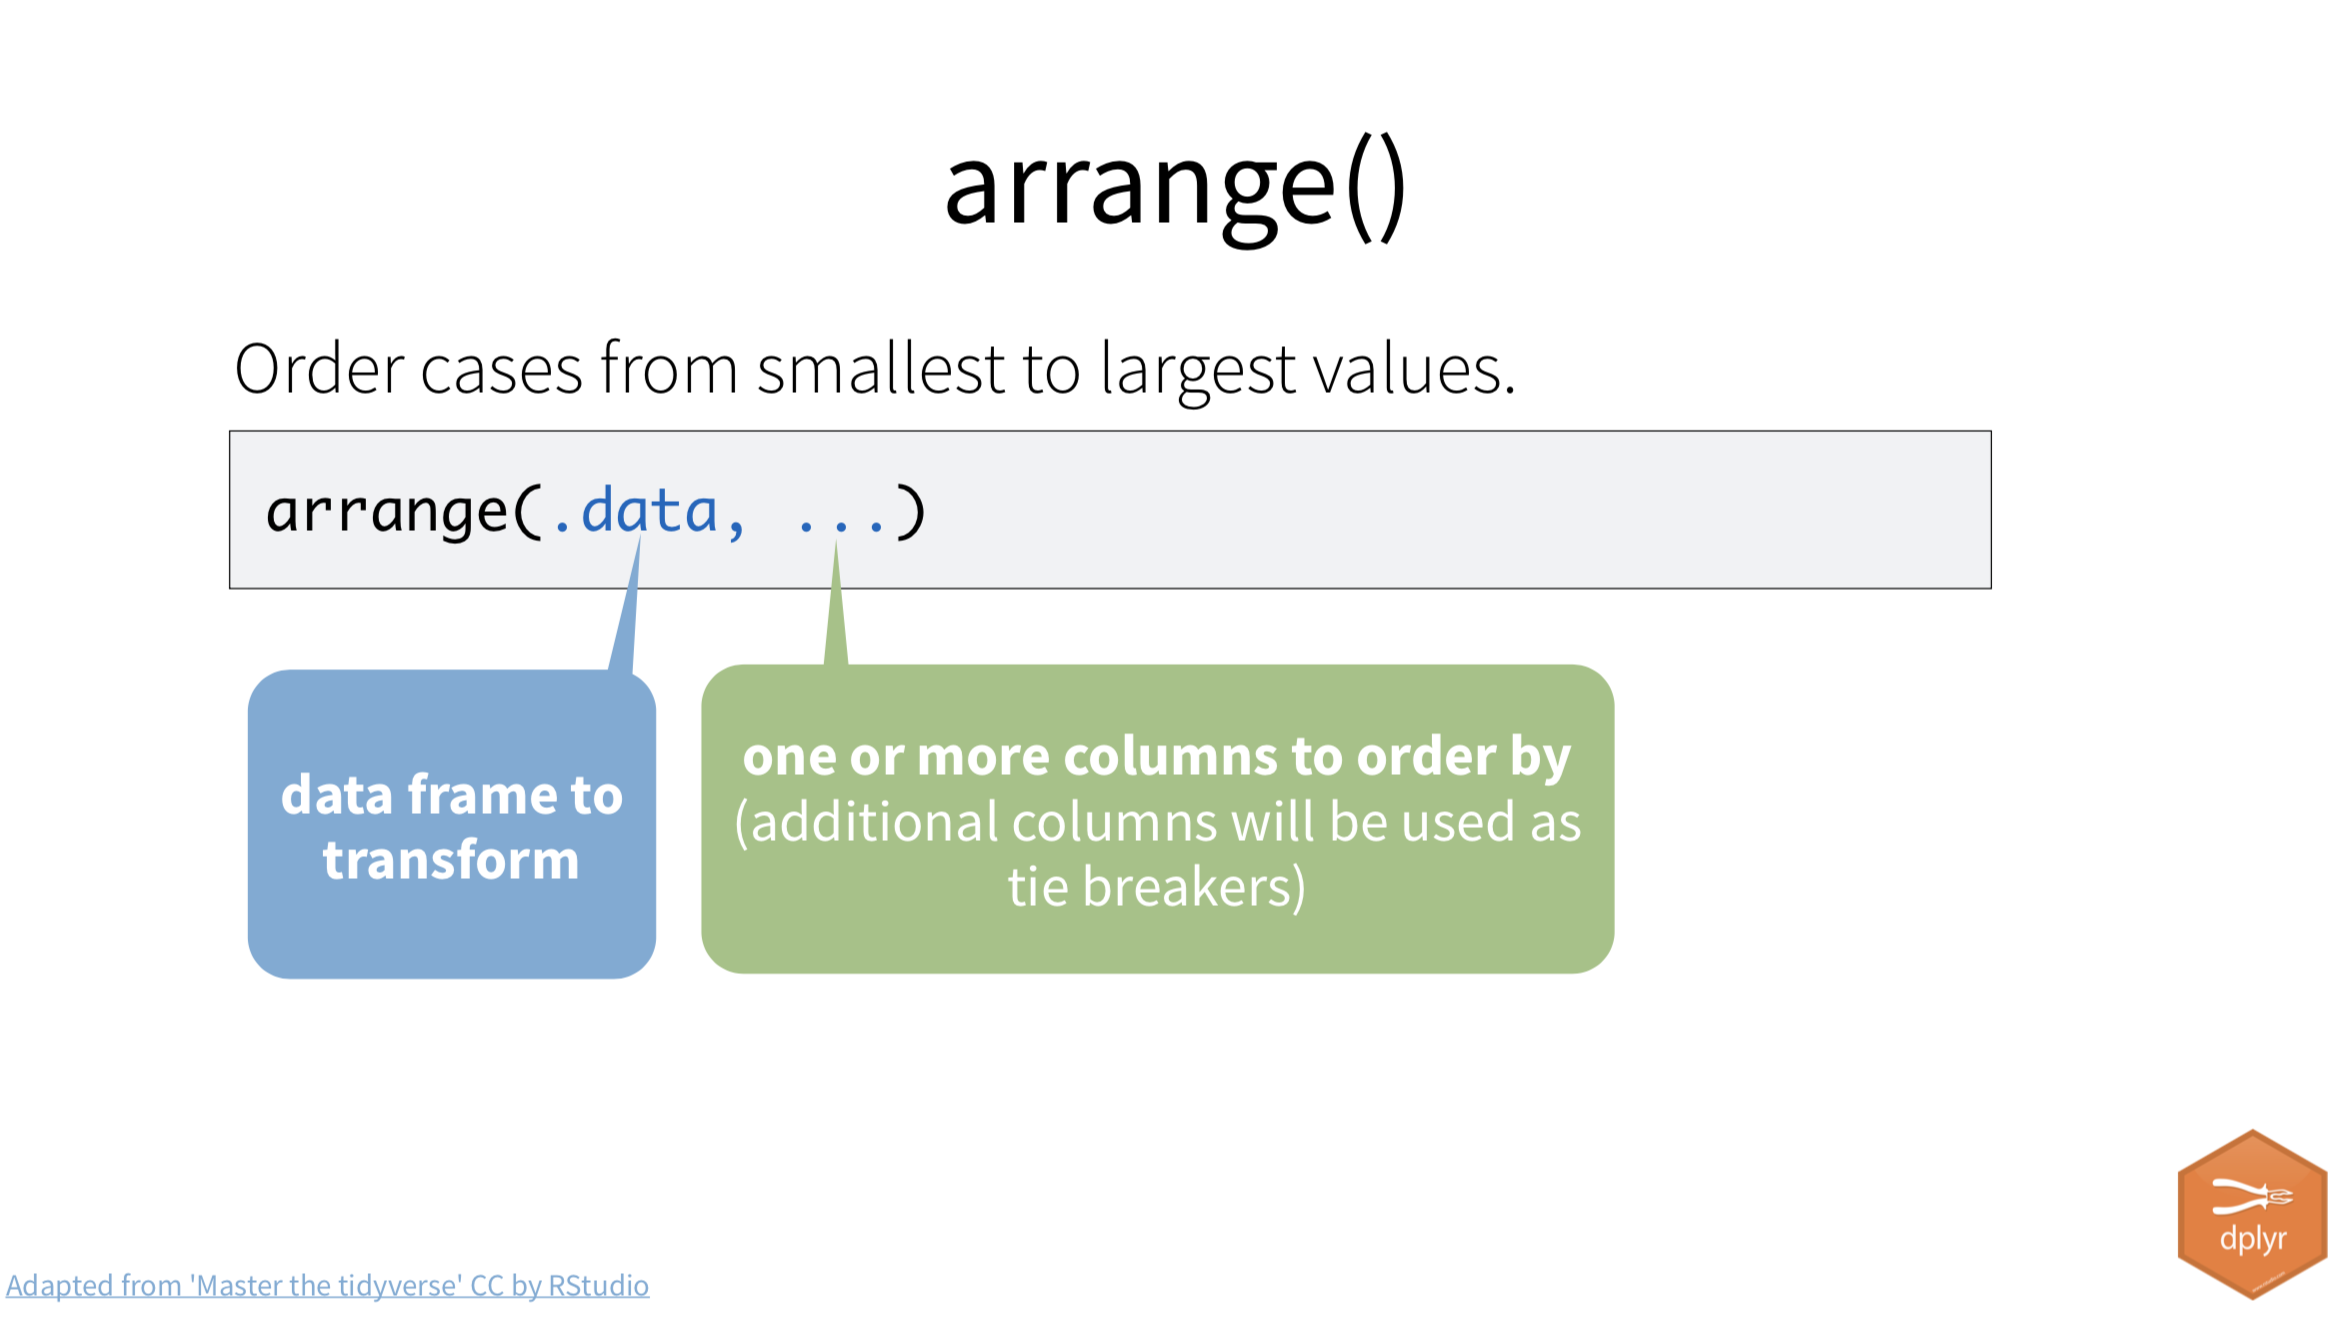 arrange()
Order cases from smallest to largest values.
arrange(.data, ...)
data frame to
transform
one or more columns to order by
(additional columns will be used as
tie breakers)
dplyr
Adapted from 'Master the tidyverse' CC by RStudio